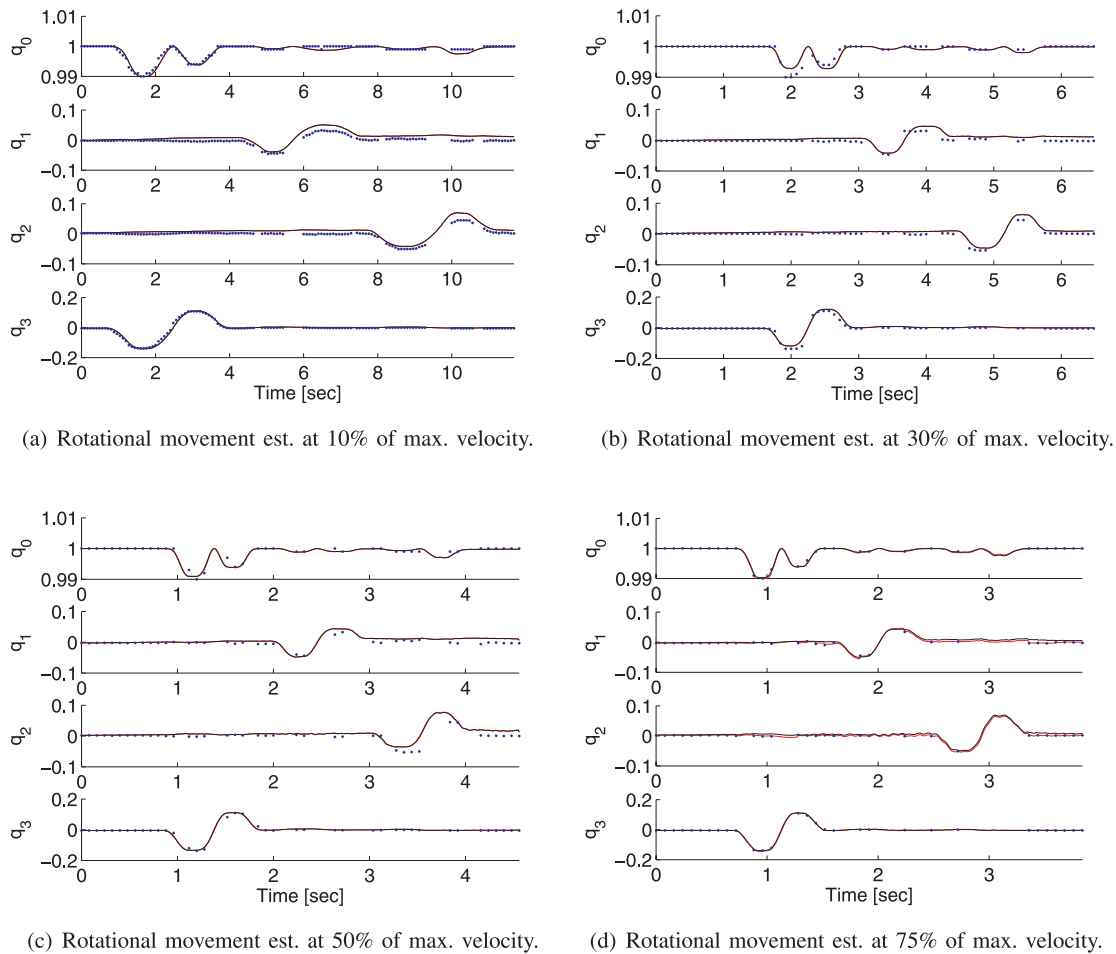 1.01
1
0.99
q0
0 2 4 6 8 10
0.1
0
−0.1
q1
0 2 4 6 8 10
0.1
0
−0.1
q2
0 2 4 6 8 10
0.2
0
−0.2
q3
0 2 4 6 8 10
Time [sec]
(a) Rotational movement est. at 10% of max. velocity.
1.01
1
0.99
q0
0 1 2 3 4 5 6
0.1
0
−0.1
q1
0 1 2 3 4 5 6
0.1
0
−0.1
q2
0 1 2 3 4 5 6
0.2
0
−0.2
q3
0 1 2 3 4 5 6
Time [sec]
(b) Rotational movement est. at 30% of max. velocity.
1.01
1
0.99
q0
0 1 2 3 4
0.1
0
−0.1
q1
0 1 2 3 4
0.1
0
−0.1
q2
0 1 2 3 4
0.2
0
−0.2
q3
0 1 2 3 4
Time [sec]
(c) Rotational movement est. at 50% of max. velocity.
1.01
1
0.99
q0
0 1 2 3
0.1
0
−0.1
q1
0 1 2 3
0.1
0
−0.1
q2
0 1 2 3
0.2
0
−0.2
q3
0 1 2 3
Time [sec]
(d) Rotational movement est. at 75% of max. velocity.